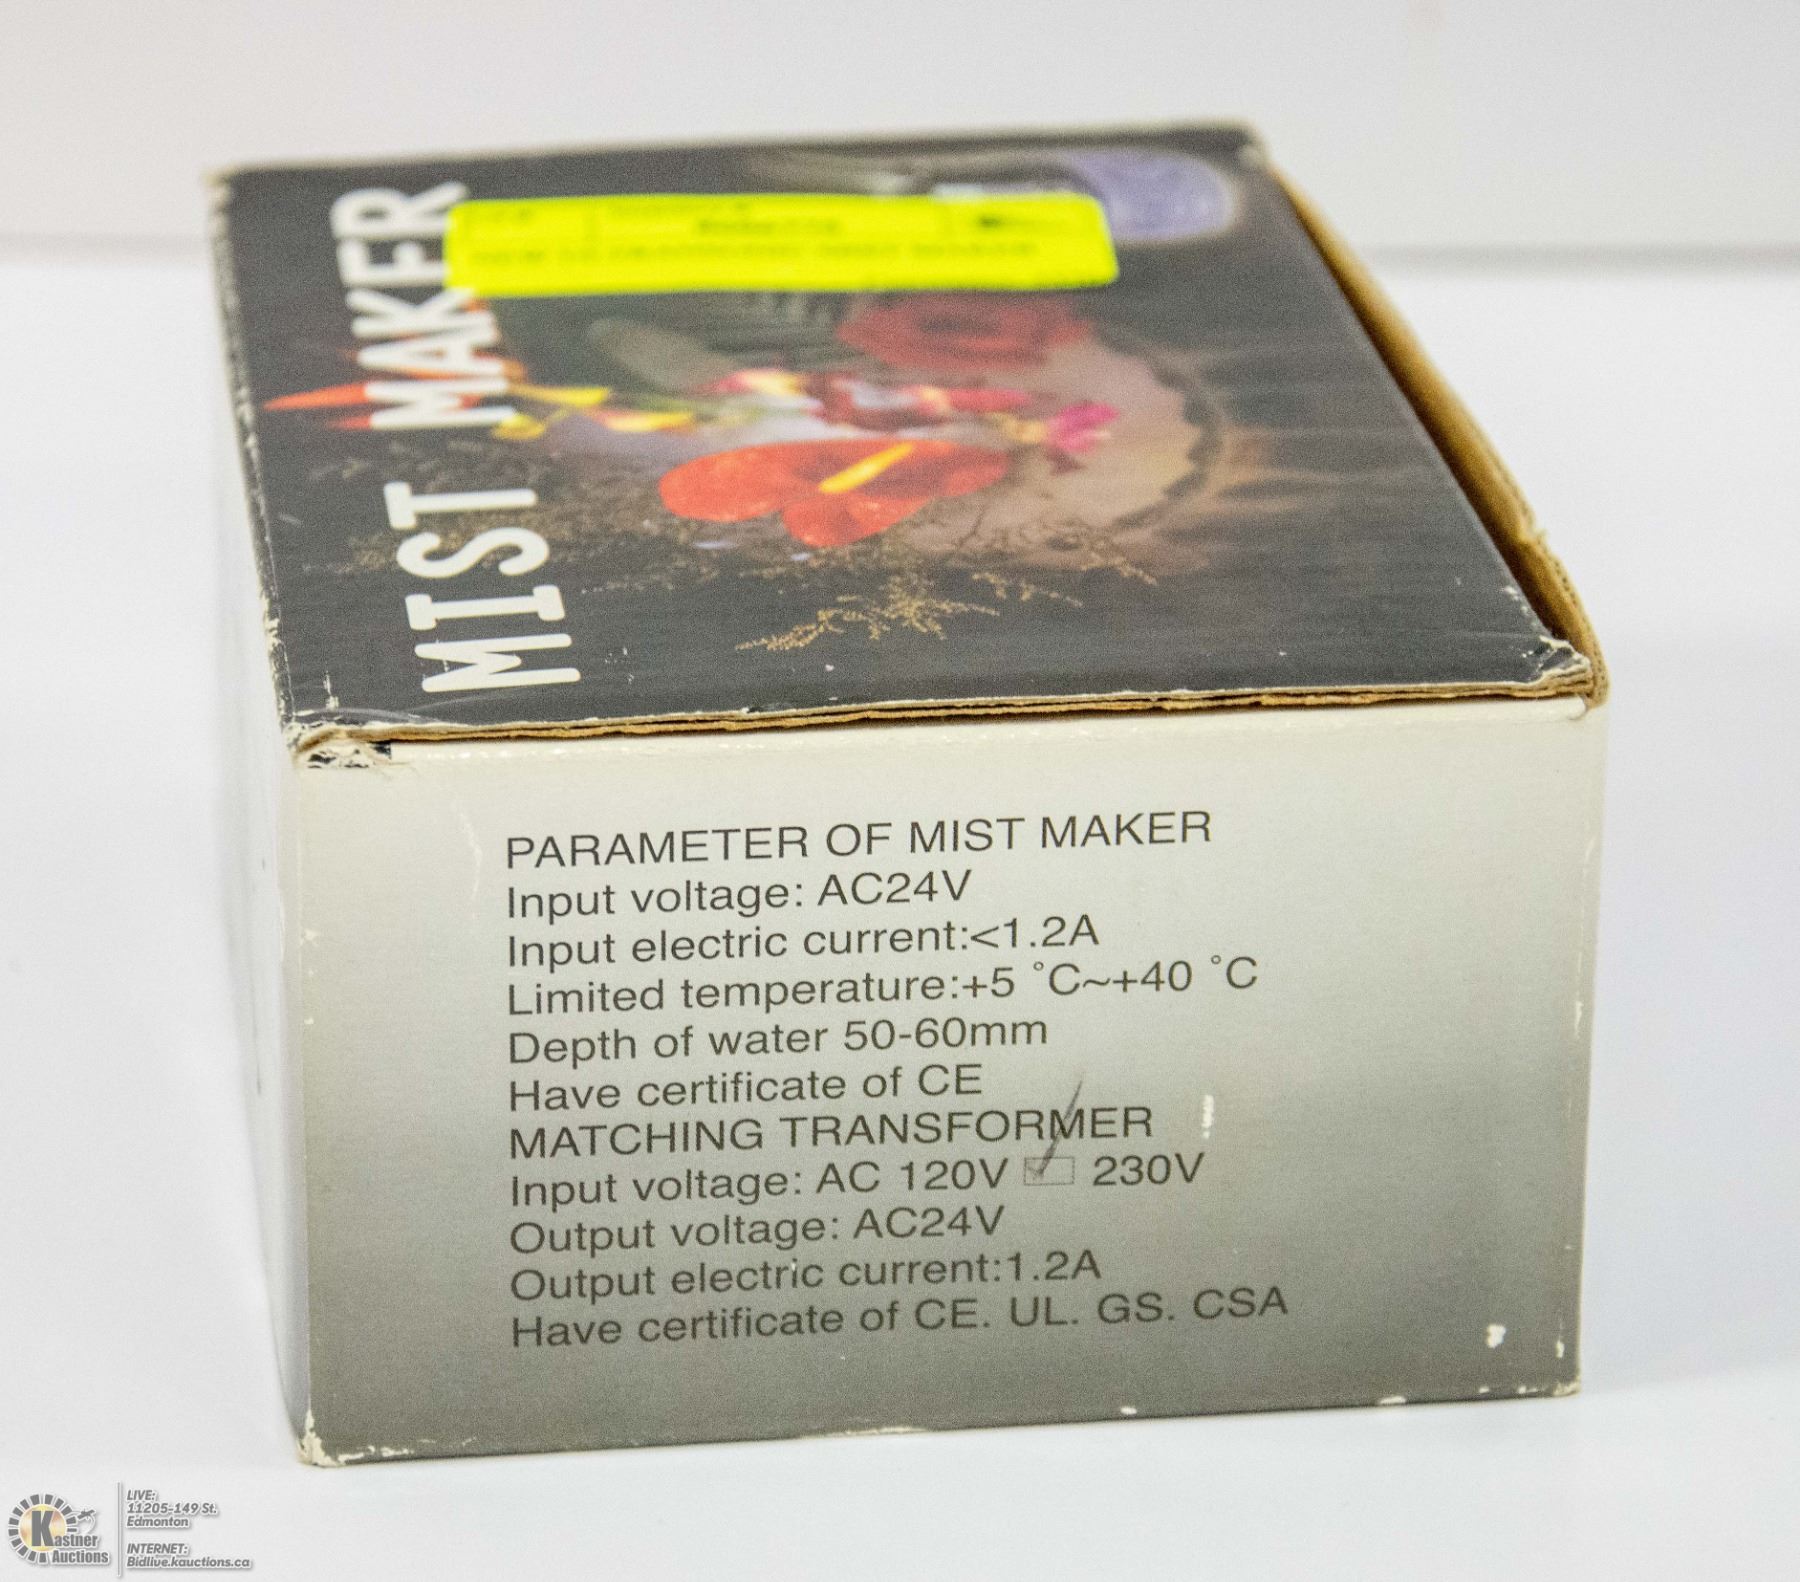 MIST MAKER
PARAMETER OF MIST MAKER
Input voltage: AC24V
Input electric current:<1.2A
Limited temperature:+5 °C~+40 °C
Depth of water 50-60mm
Have certificate of CE
MATCHING TRANSFORMER
Input voltage: AC 120V 230V
Output voltage: AC24V
Output electric current:1.2A
Have certificate of CE. UL. GS. CSA
Kastner
Auctions
LIVE:
11205-149 St.
Edmonton
INTERNET:
Bidlive.kauctions.ca